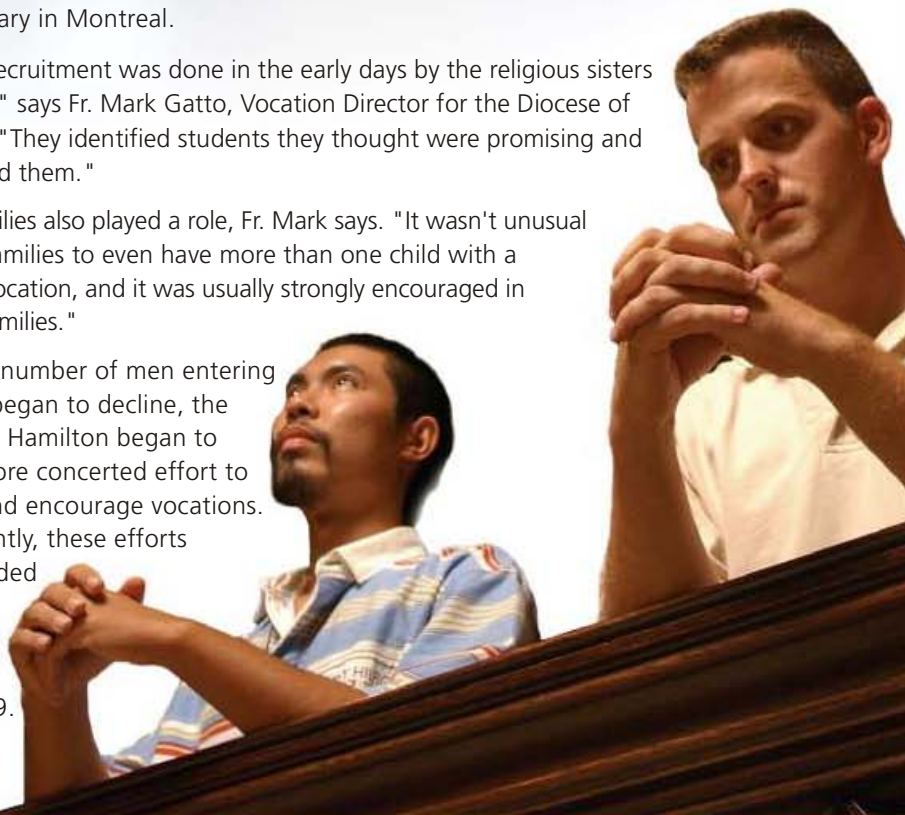 ary in Montreal.
ecruitment was done in the early days by the religious sisters
" says Fr. Mark Gatto, Vocation Director for the Diocese of
"They identified students they thought were promising and
d them."
ilies also played a role, Fr. Mark says. "It wasn't unusual
amilies to even have more than one child with a
ocation, and it was usually strongly encouraged in
milies."
number of men entering
began to decline, the
Hamilton began to
ore concerted effort to
nd encourage vocations.
ntly, these efforts
ded
9.